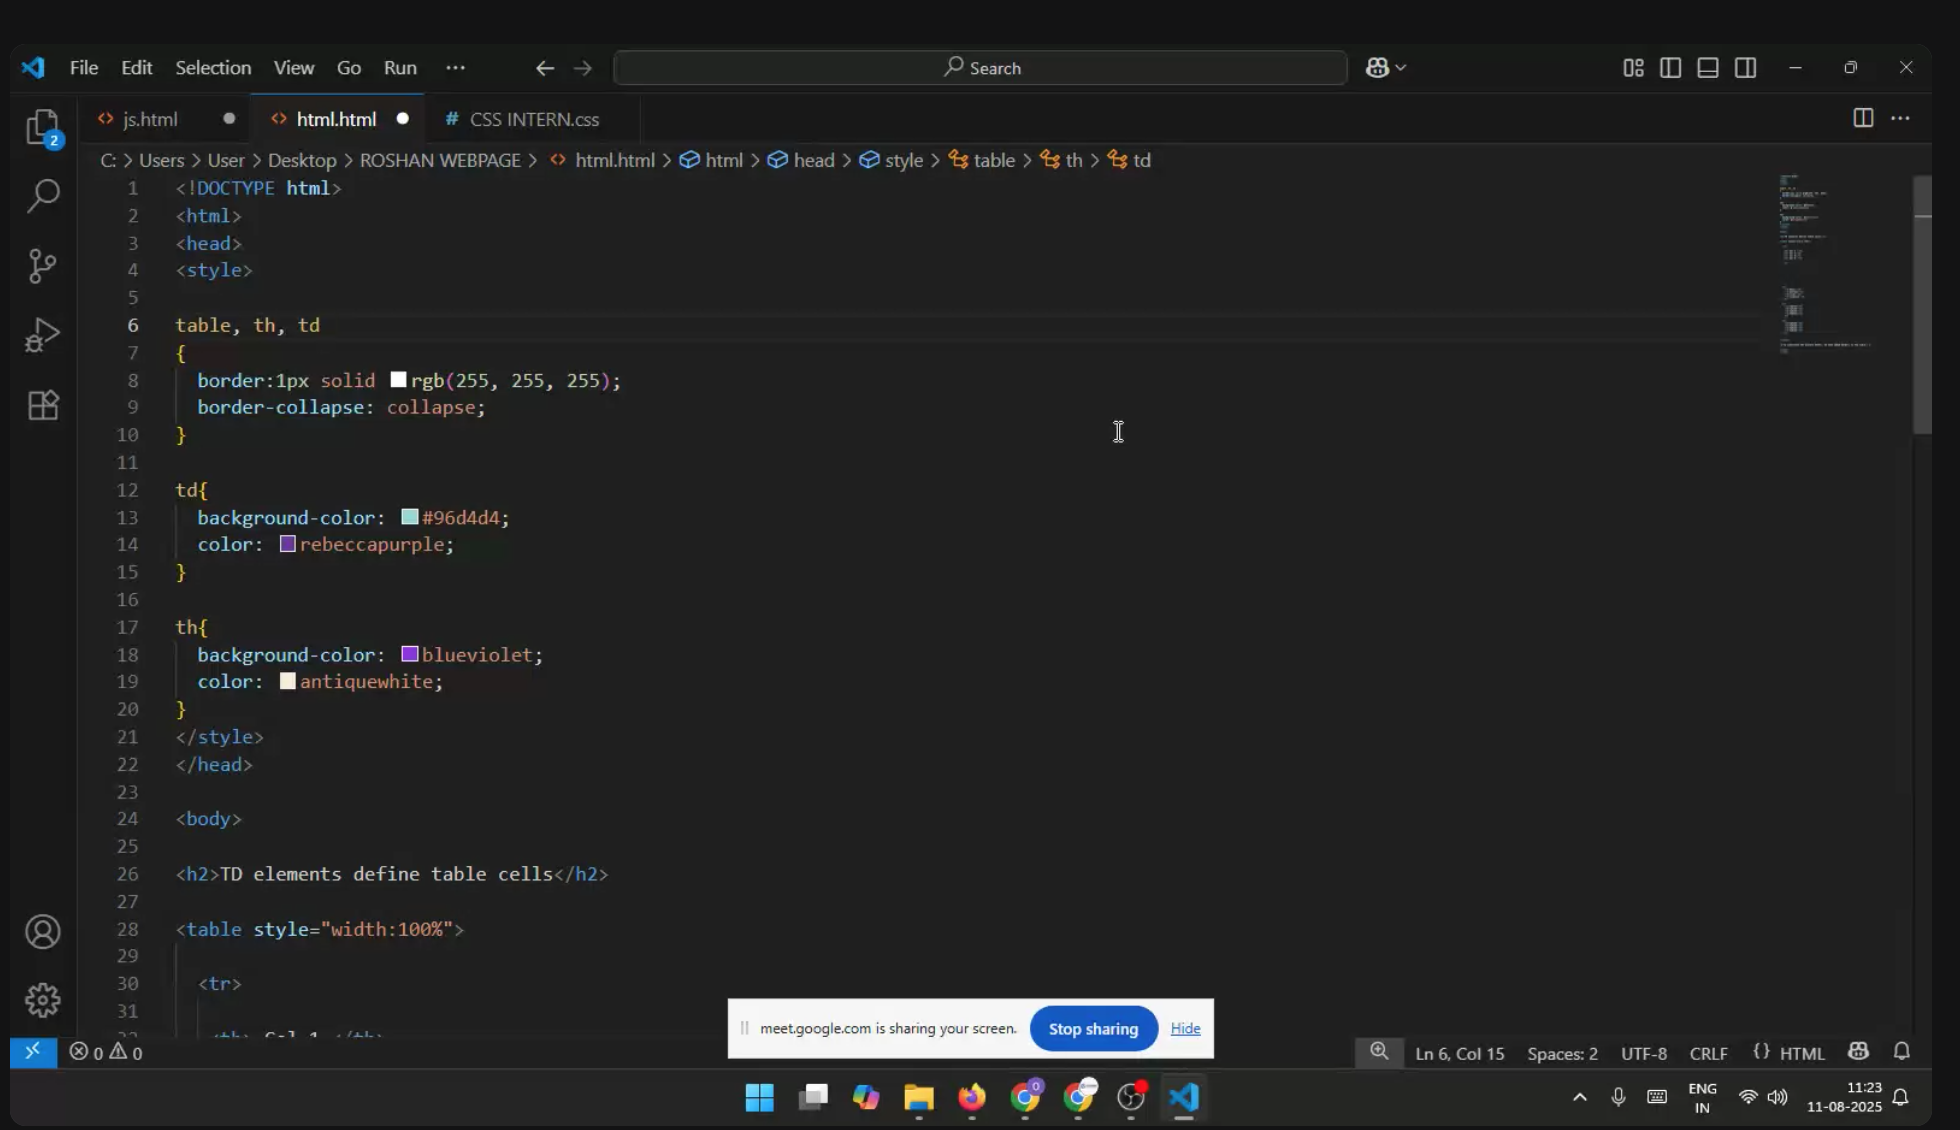 File Edit Selection View Go Run ··· Search
js.html html.html # CSS INTERN.css
C: > Users > User > Desktop > ROSHAN WEBPAGE > html.html > html > head > style > table > th > td
2
1 <!DOCTYPE html>
2 <html>
3 <head>
4 <style>
5
6 table, th, td
7 {
8 border:1px solid rgb(255, 255, 255);
9 border-collapse: collapse;
10 }
11
12 td{
13 background-color: #96d4d4;
14 color: rebeccapurple;
15 }
16
17 th{
18 background-color: blueviolet;
19 color: antiquewhite;
20 }
21 </style>
22 </head>
23
24 <body>
25
26 <h2>TD elements define table cells</h2>
27
28 <table style="width:100%">
29
30 <tr>
31
meet.google.com is sharing your screen. Stop sharing Hide
0 0 Ln 6, Col 15 Spaces: 2 UTF-8 CRLF {} HTML
ENG IN
11:23
11-08-2025